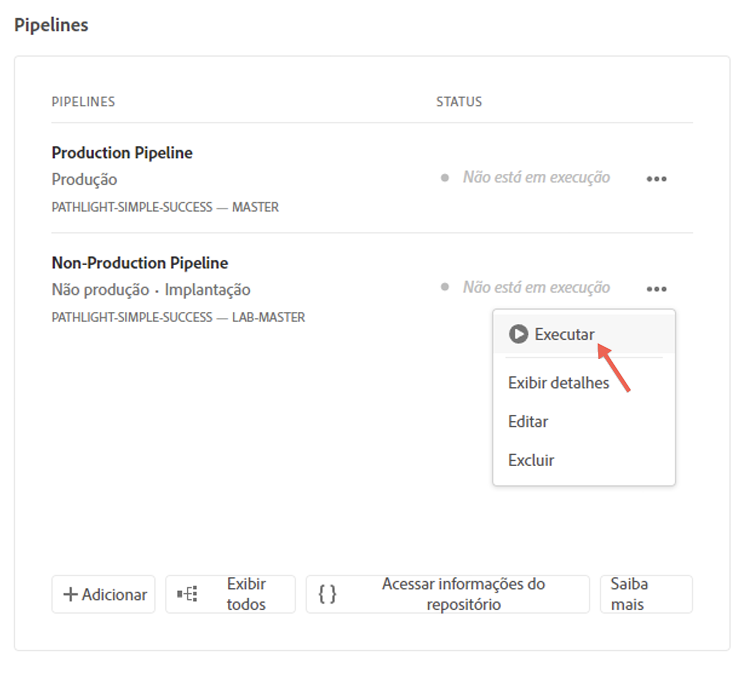 Pipelines
PIPELINES STATUS
Production Pipeline
Produção
Não está em execução
PATHLIGHT-SIMPLE-SUCCESS — MASTER
Non-Production Pipeline
Não produção • Implantação
Não está em execução
PATHLIGHT-SIMPLE-SUCCESS — LAB-MASTER
Executar
Exibir detalhes
Editar
Excluir
Adicionar
Exibir
todos
Acessar informações do
repositório
Saiba
mais